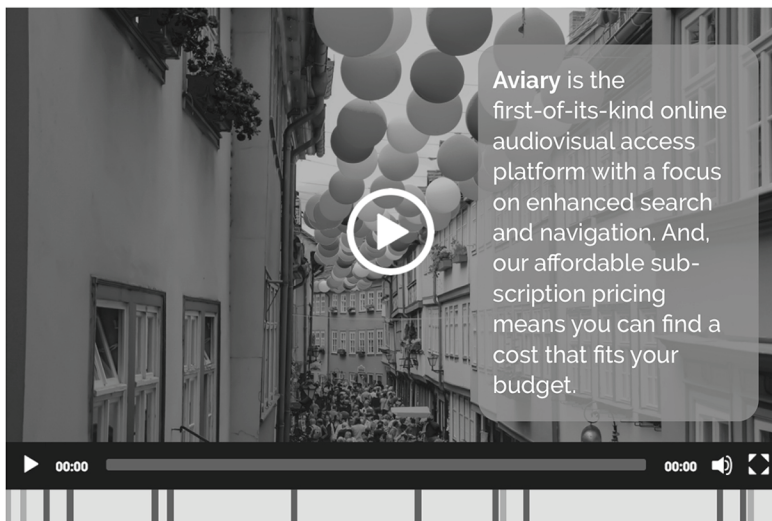 Aviary is the
first-of-its-kind online
audiovisual access
platform with a focus
on enhanced search
and navigation. And,
our affordable sub-
scription pricing
means you can find a
cost that fits your
budget.
00:00 00:00